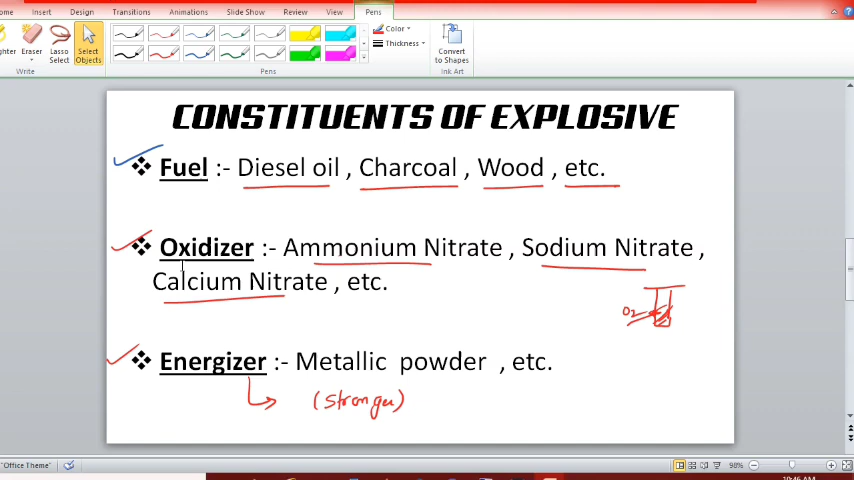 Home Insert Design Transitions Animations Slide Show Review View Pens
Eraser Lasso Select Select Objects
Color
Thickness
Convert to Shapes
Write Pens Ink Art
CONSTITUENTS OF EXPLOSIVE
❖ Fuel :- Diesel oil , Charcoal , Wood , etc.
❖ Oxidizer :- Ammonium Nitrate , Sodium Nitrate ,
Calcium Nitrate , etc.
O2
❖ Energizer :- Metallic powder , etc.
(stronger)
"Office Theme" 98%